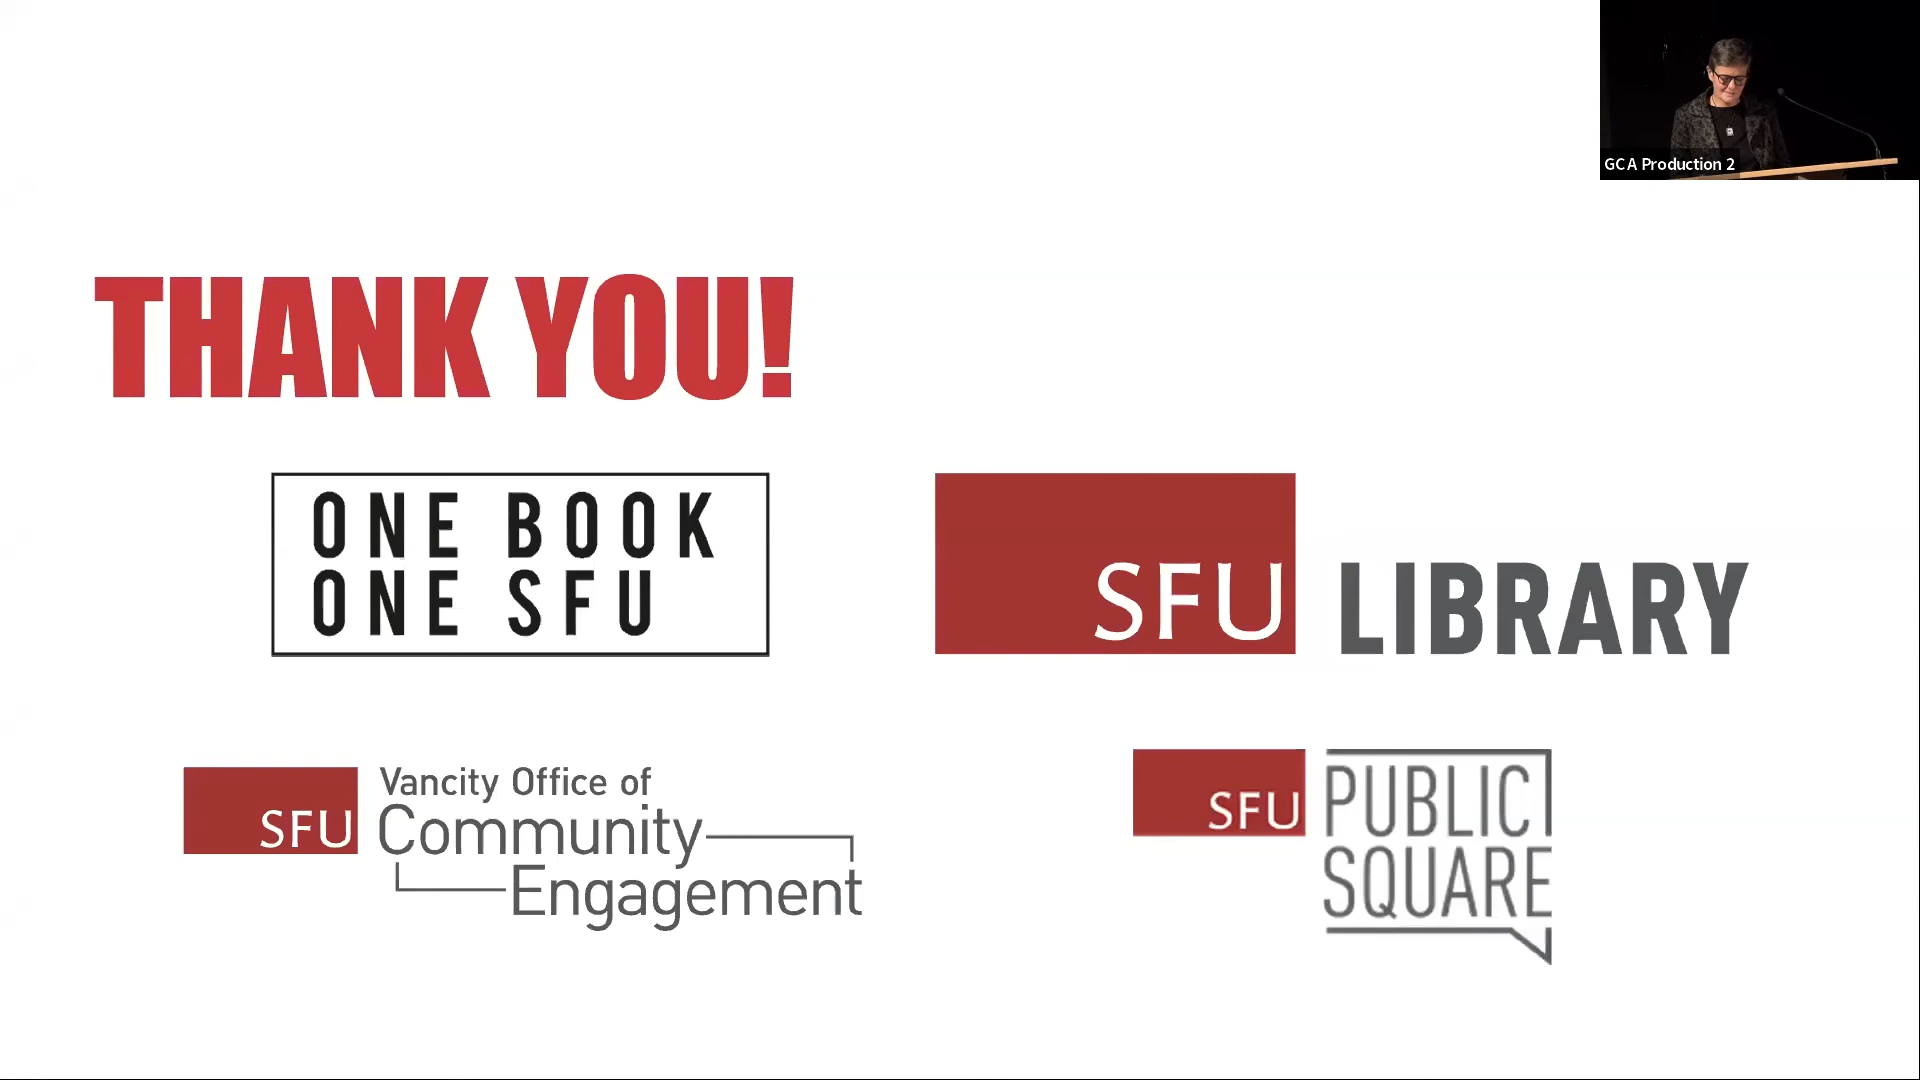 GCA Production 2
THANK YOU!
ONE BOOK
ONE SFU
SFU LIBRARY
SFU
Vancity Office of
Community
Engagement
SFU
PUBLIC
SQUARE